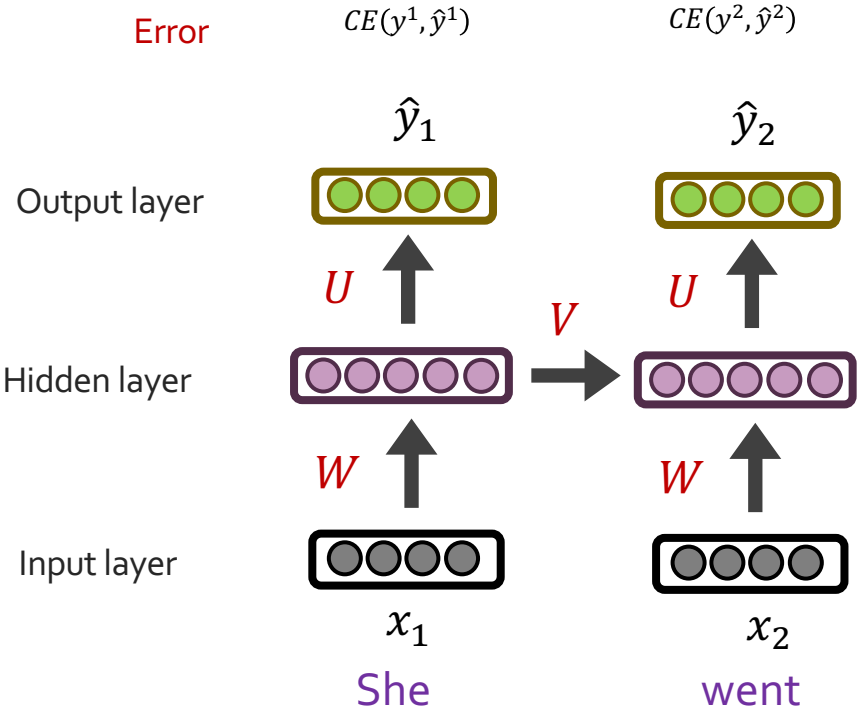 Error CE(y¹, ŷ¹) CE(y², ŷ²)
ŷ₁ ŷ₂
Output layer
U V U
Hidden layer
W W
Input layer
x₁ x₂
She went